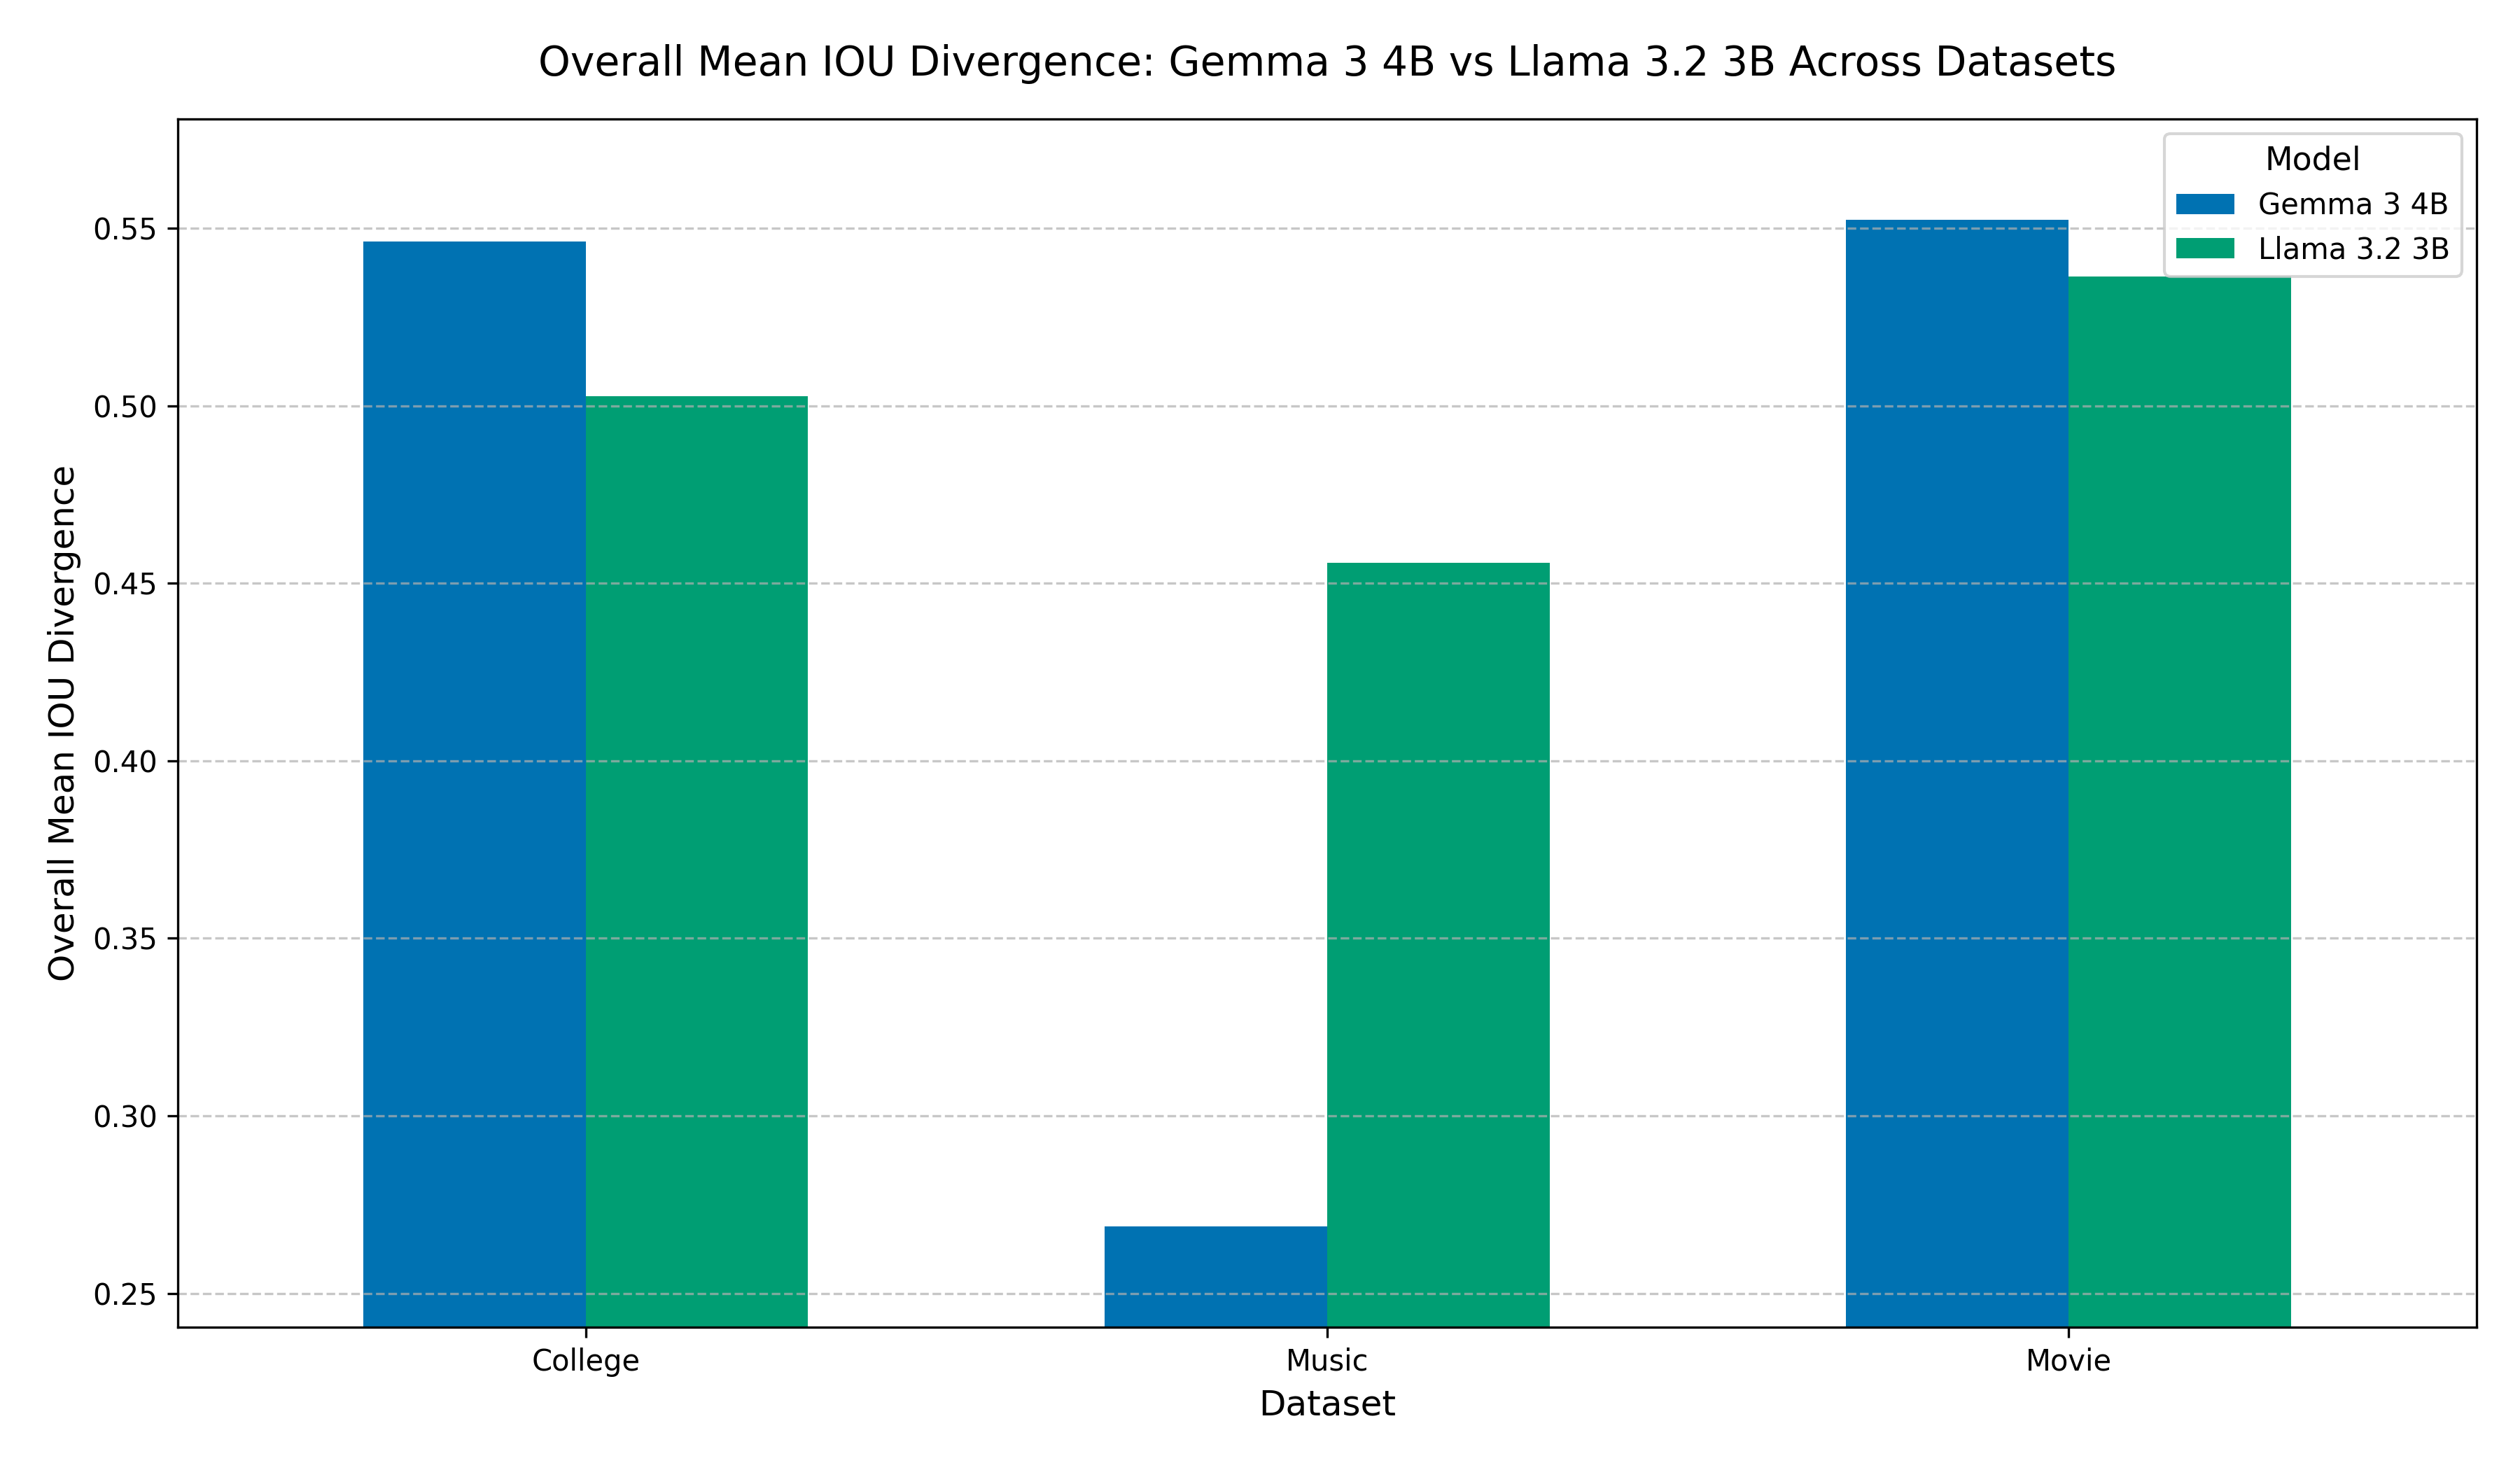 Overall Mean IOU Divergence: Gemma 3 4B vs Llama 3.2 3B Across Datasets
Model
Gemma 3 4B
Llama 3.2 3B
Overall Mean IOU Divergence
0.55
0.50
0.45
0.40
0.35
0.30
0.25
College
Music
Movie
Dataset